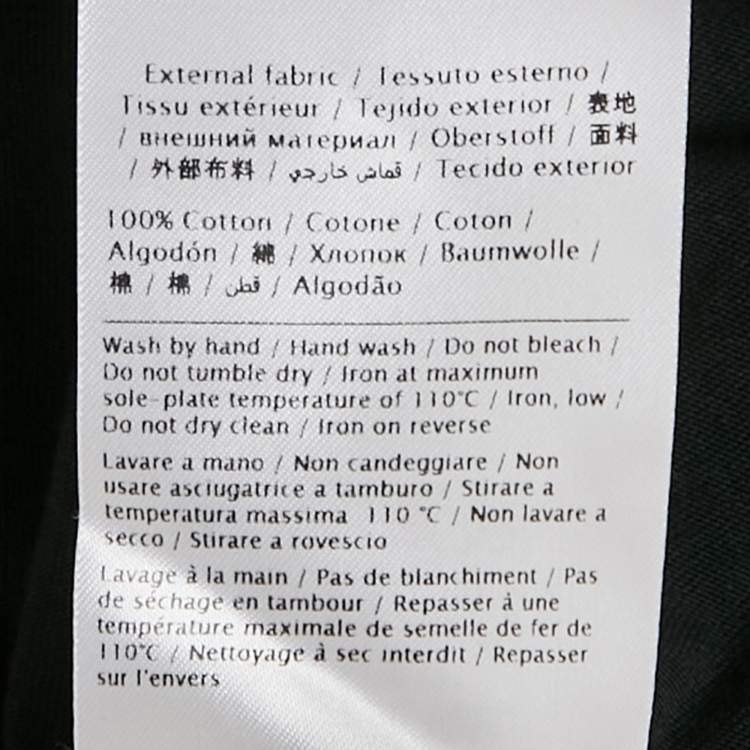 External fabric / Tessuto esterno /
Tissu extérieur / Tejido exterior / 表地
/ внешний материал / Oberstoff / 面料
/ 外部布料 / قماش خارجي / Tecido exterior
100% Cotton / Cotone / Coton /
Algodón / 綿 / Хлопок / Baumwolle /
棉 / 棉 / قطن / Algodão
Wash by hand / Hand wash / Do not bleach /
Do not tumble dry / Iron at maximum
sole-plate temperature of 110°C / Iron, low /
Do not dry clean / Iron on reverse
Lavare a mano / Non candeggiare / Non
usare asciugatrice a tamburo / Stirare a
temperatura massima 110 °C / Non lavare a
secco / Stirare a rovescio
Lavage à la main / Pas de blanchiment / Pas
de séchage en tambour / Repasser à une
température maximale de semelle de fer de
110°C / Nettoyage à sec interdit / Repasser
sur l'envers